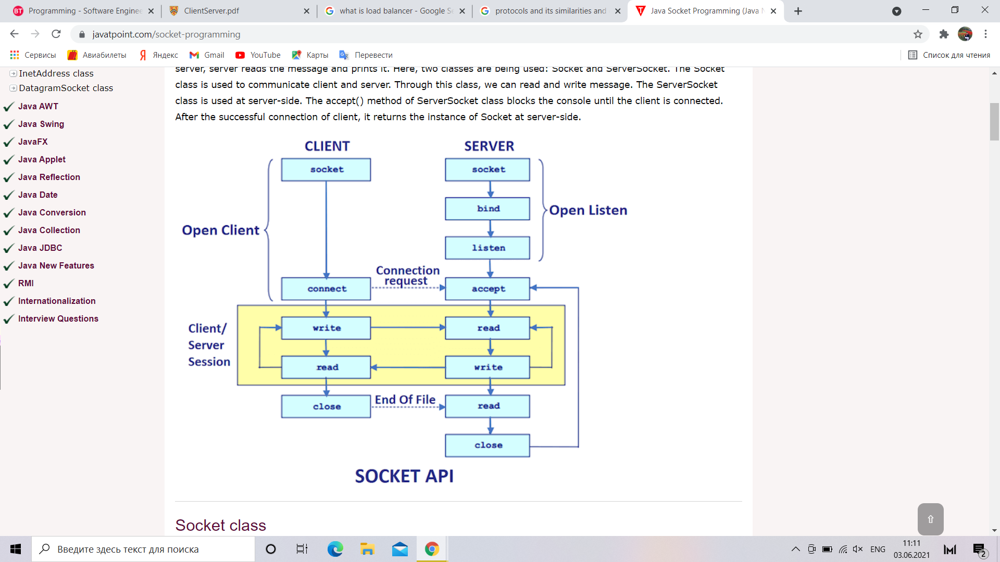 Programming - Software Enginee
ClientServer.pdf
what is load balancer - Google Se
protocols and its similarities and
Java Socket Programming (Java N
javatpoint.com/socket-programming
Сервисы
Авиабилеты
Яндекс
Gmail
YouTube
Карты
Перевести
Список для чтения
InetAddress class
DatagramSocket class
Java AWT
Java Swing
JavaFX
Java Applet
Java Reflection
Java Date
Java Conversion
Java Collection
Java JDBC
Java New Features
RMI
Internationalization
Interview Questions
server, server reads the message and prints it. Here, two classes are being used: Socket and ServerSocket. The Socket
class is used to communicate client and server. Through this class, we can read and write message. The ServerSocket
class is used at server-side. The accept() method of ServerSocket class blocks the console until the client is connected.
After the successful connection of client, it returns the instance of Socket at server-side.
CLIENT
SERVER
socket
socket
bind
Open Listen
Open Client
listen
Connection
request
connect
accept
Client/
Server
Session
write
read
read
write
close
End Of File
read
close
SOCKET API
Socket class
Введите здесь текст для поиска
ENG
11:11
03.06.2021
2